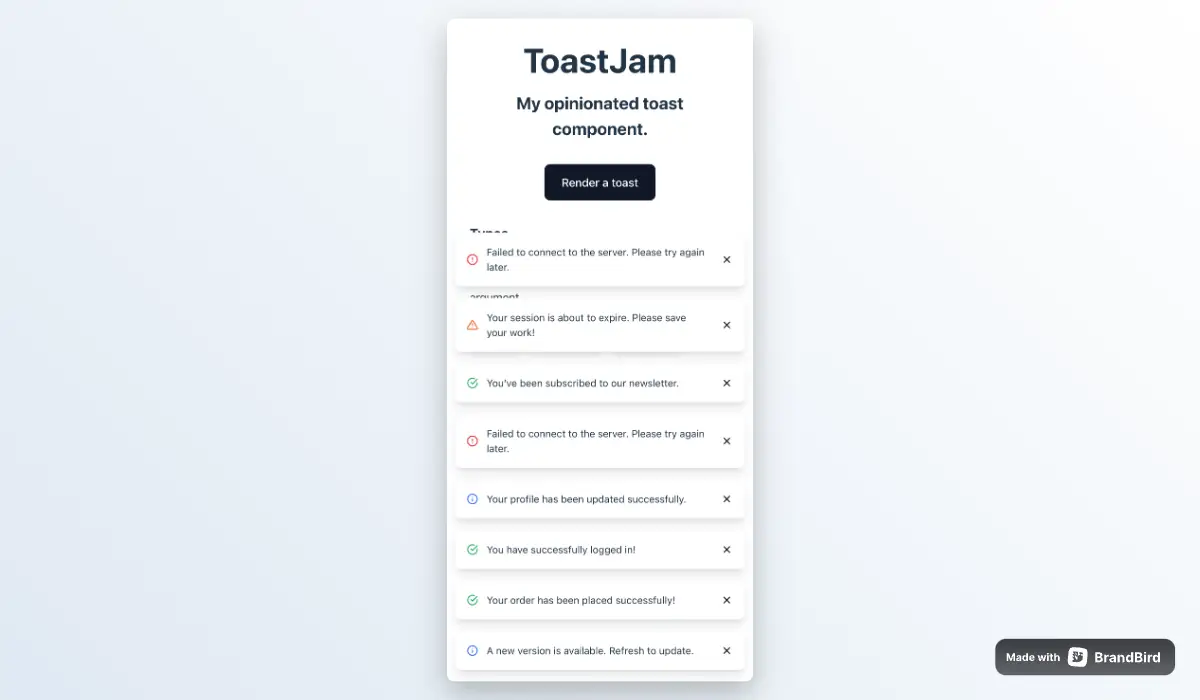 ToastJam
My opinionated toast
component.
Render a toast
Types
Failed to connect to the server. Please try again
later.
argument
Your session is about to expire. Please save
your work!
You've been subscribed to our newsletter.
Failed to connect to the server. Please try again
later.
Your profile has been updated successfully.
You have successfully logged in!
Your order has been placed successfully!
A new version is available. Refresh to update.
Made with BrandBird